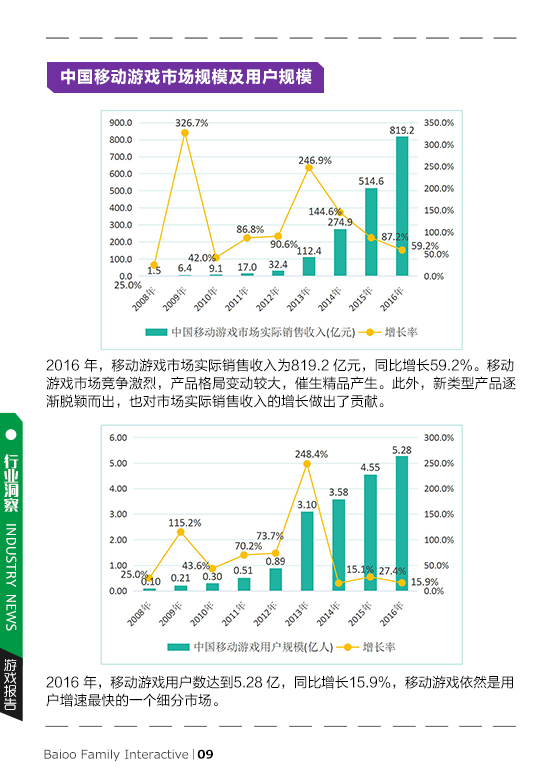 中国移动游戏市场规模及用户规模
900.0
800.0
700.0
600.0
500.0
400.0
300.0
200.0
100.0
0.0
350.0%
300.0%
250.0%
200.0%
150.0%
100.0%
50.0%
0.0%
25.0%
326.7%
42.0%
86.8%
90.6%
246.9%
144.6%
87.2%
59.2%
1.5
6.4
9.1
17.0
32.4
112.4
274.9
514.6
819.2
2008年
2009年
2010年
2011年
2012年
2013年
2014年
2015年
2016年
中国移动游戏市场实际销售收入(亿元)
增长率
2016 年，移动游戏市场实际销售收入为819.2 亿元，同比增长59.2%。移动
游戏市场竞争激烈，产品格局变动较大，催生精品产生。此外，新类型产品逐
渐脱颖而出，也对市场实际销售收入的增长做出了贡献。
6.00
5.00
4.00
3.00
2.00
1.00
0.00
300.0%
250.0%
200.0%
150.0%
100.0%
50.0%
0.0%
25.0%
115.2%
43.6%
70.2%
73.7%
248.4%
15.1%
27.4%
15.9%
0.10
0.21
0.30
0.51
0.89
3.10
3.58
4.55
5.28
2008年
2009年
2010年
2011年
2012年
2013年
2014年
2015年
2016年
中国移动游戏用户规模(亿人)
增长率
2016 年，移动游戏用户数达到5.28 亿，同比增长15.9%，移动游戏依然是用
户增速最快的一个细分市场。
行业洞察 INDUSTRY NEWS
游戏报告
Baioo Family Interactive | 09